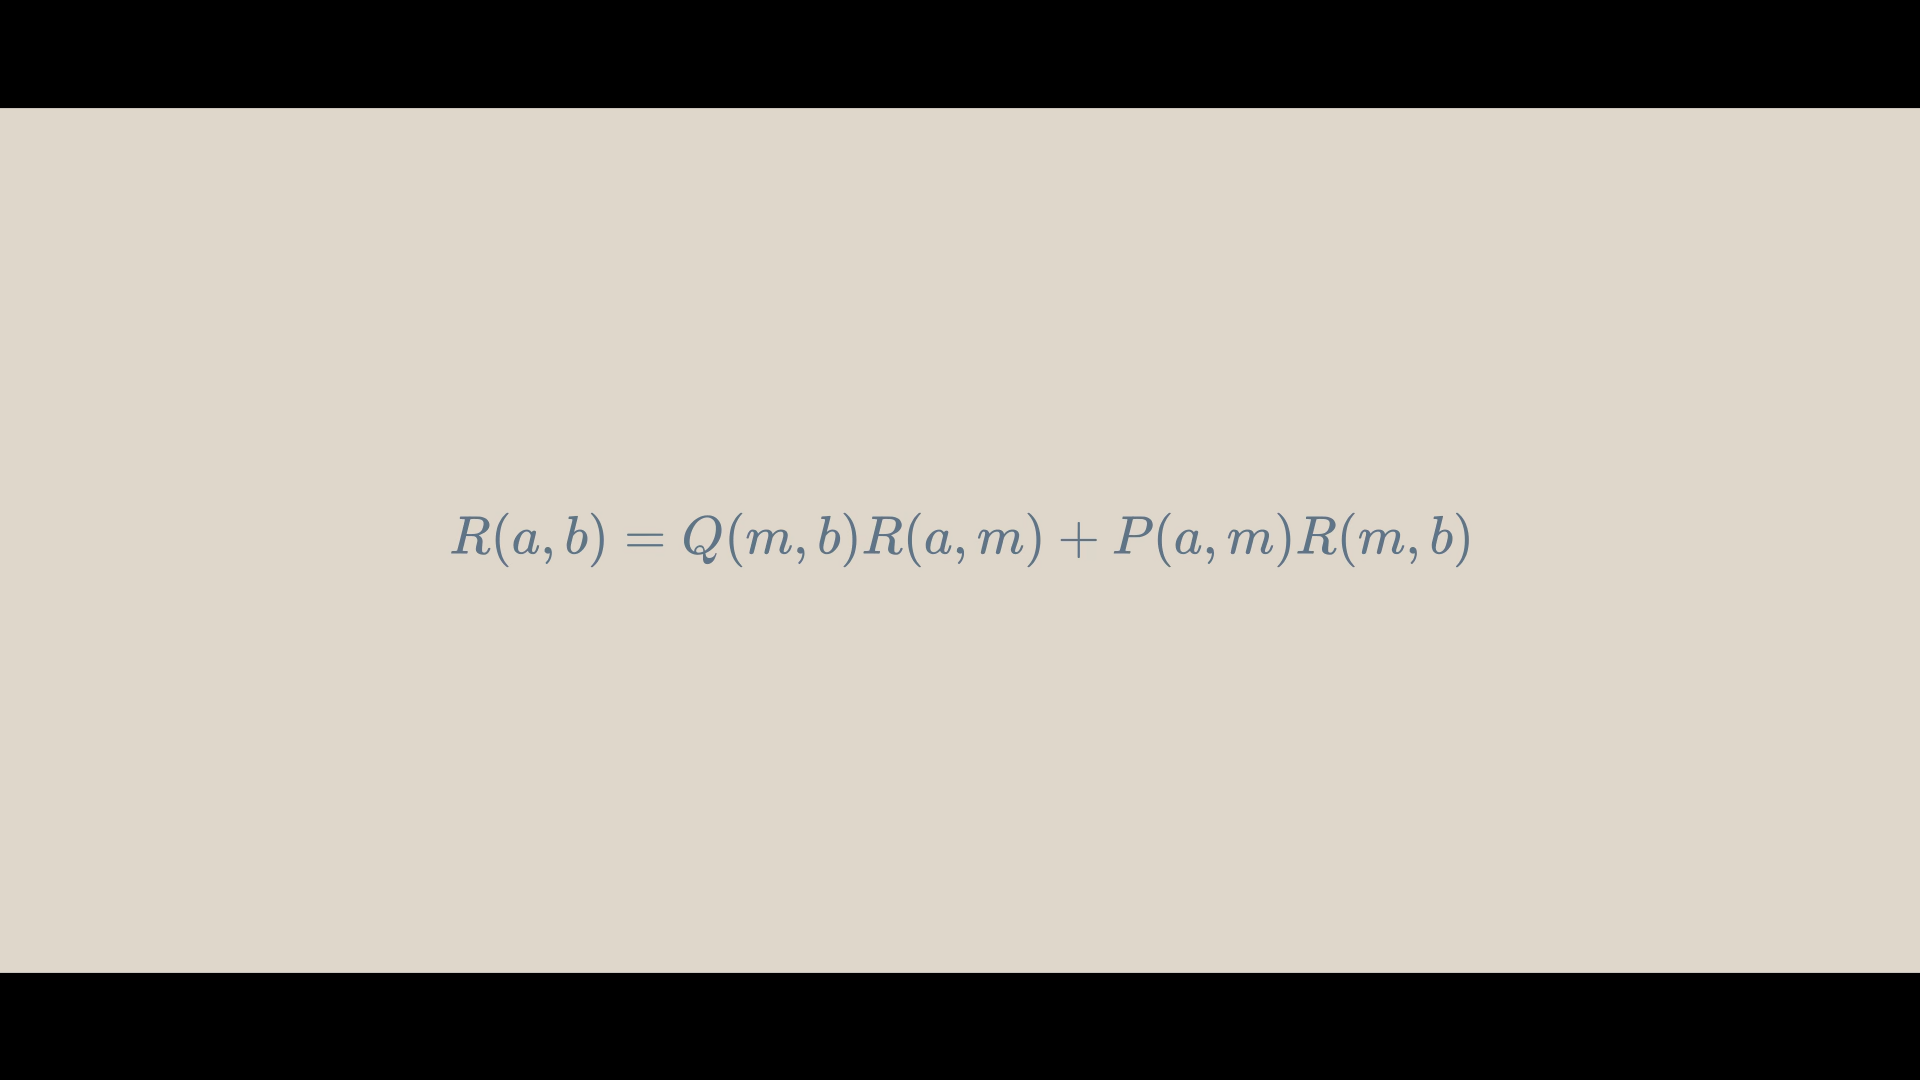 R(a, b) = Q(m, b)R(a, m) + P(a, m)R(m, b)